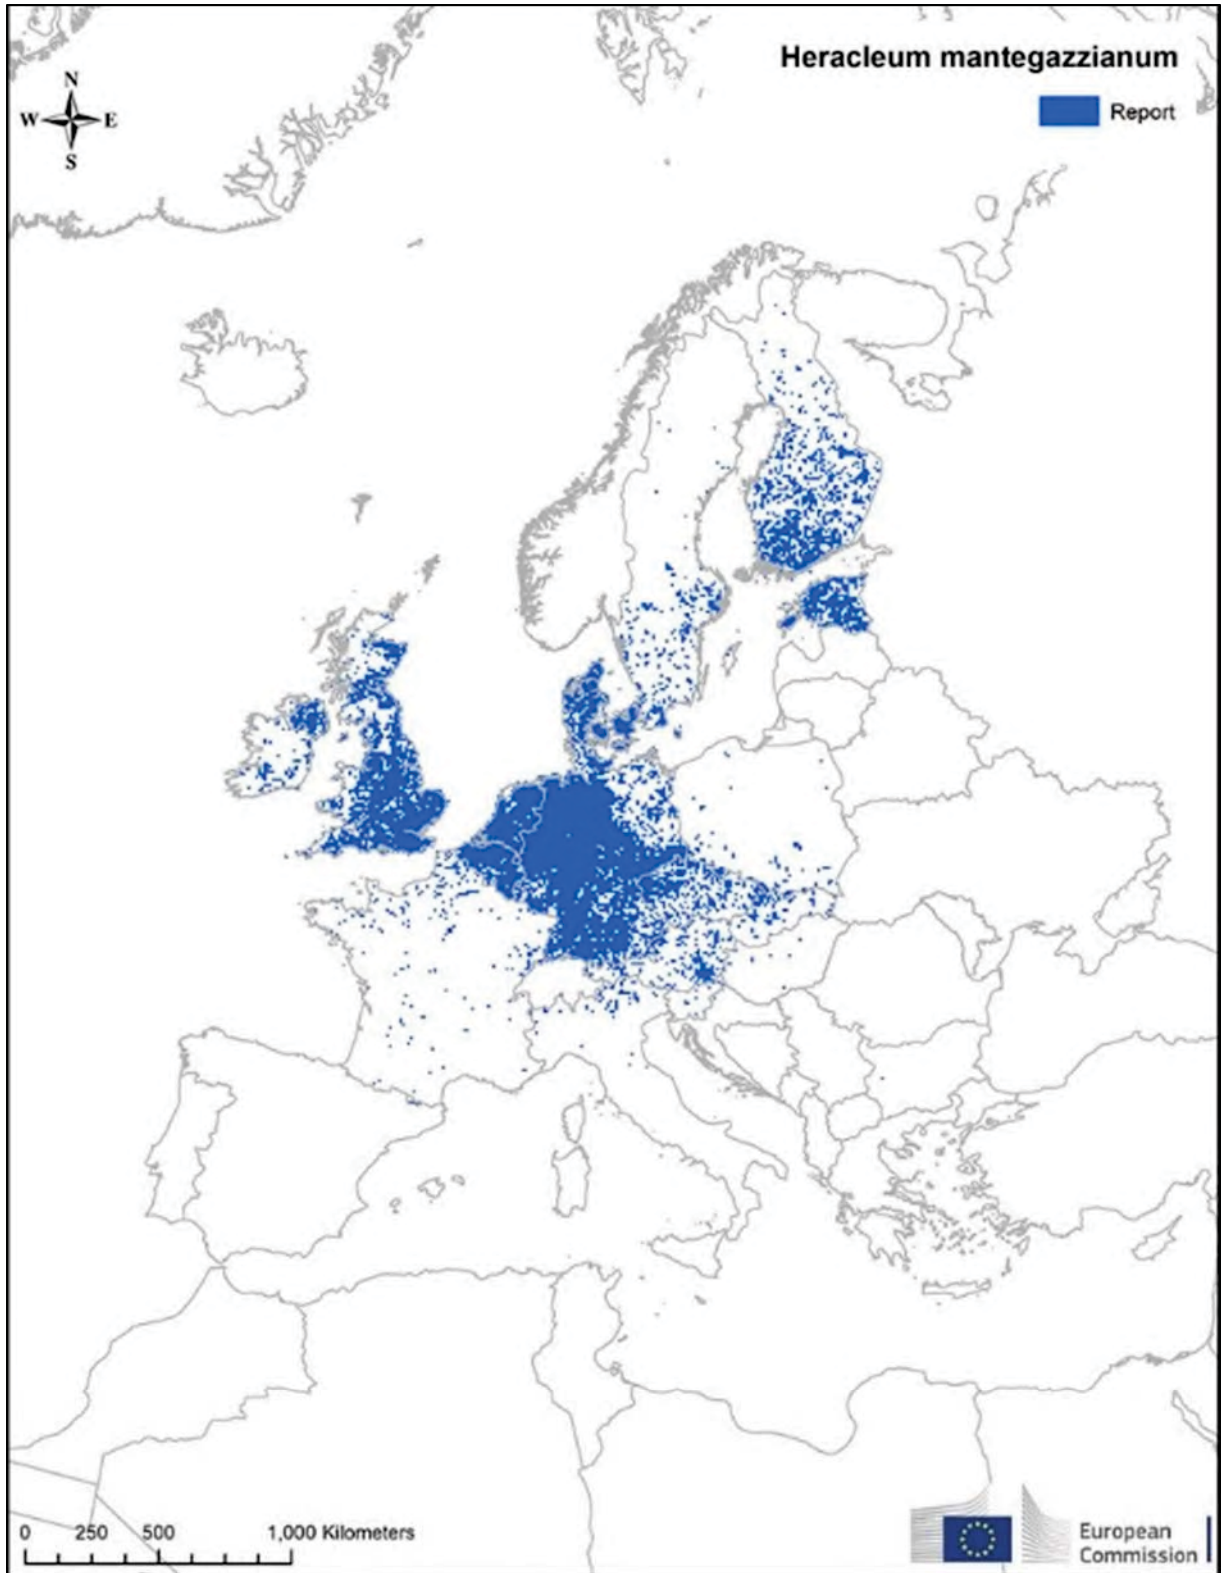 Heracleum mantegazzianum
Report
N
W E
S
0 250 500 1,000 Kilometers
European
Commission